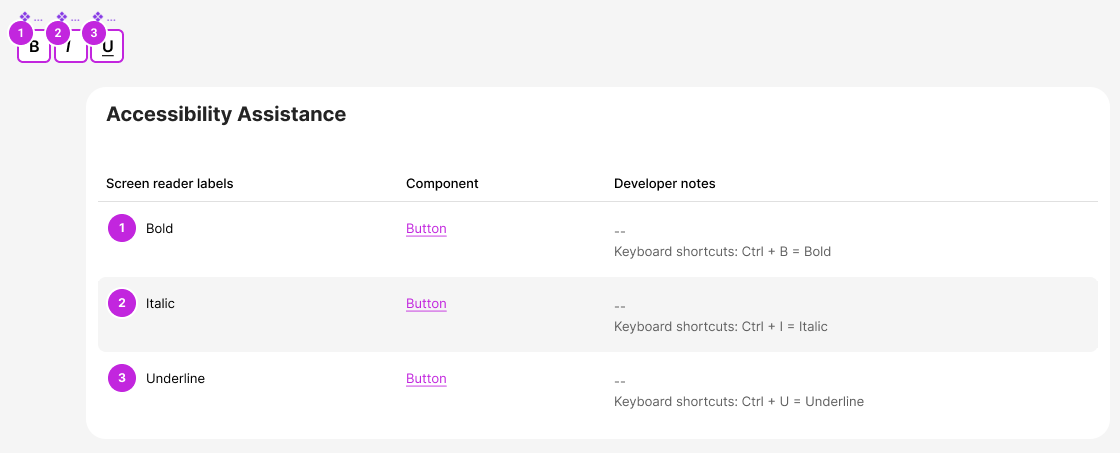 ... ... ...
1 2 3
B I U
Accessibility Assistance
Screen reader labels Component Developer notes
1 Bold Button --
Keyboard shortcuts: Ctrl + B = Bold
2 Italic Button --
Keyboard shortcuts: Ctrl + I = Italic
3 Underline Button --
Keyboard shortcuts: Ctrl + U = Underline